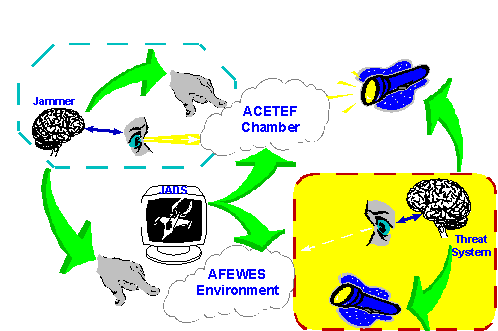 Jammer
ACETEF
Chamber
JADS
Threat
System
AFEWES
Environment